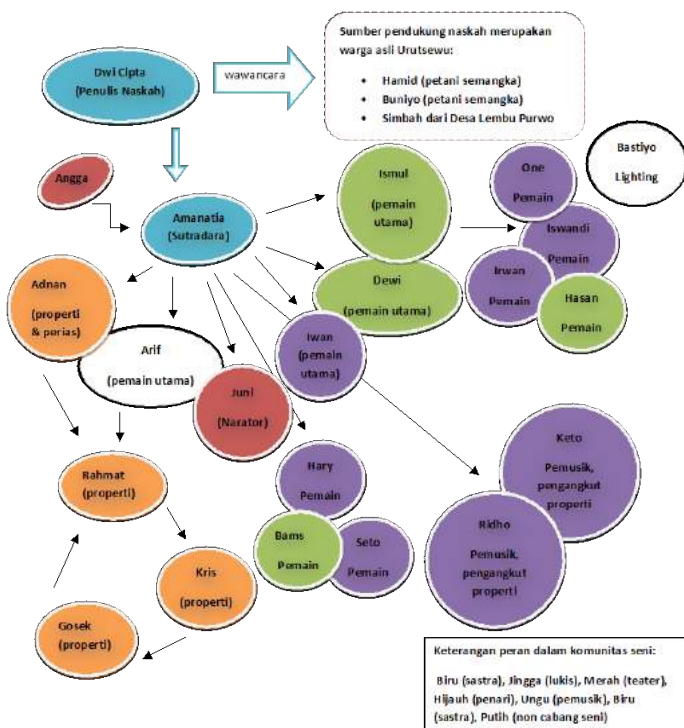 Dwi Cipta
(Penulis Naskah)
wawancara
Sumber pendukung naskah merupakan
warga asli Urutsewu:
• Hamid (petani semangka)
• Buniyo (petani semangka)
• Simbah dari Desa Lembu Purwo
Bastiyo
Lighting
Angga
Amanatia
(Sutradara)
Ismul
(pemain
utama)
One
Pemain
Iswandi
Pemain
Irwan
Pemain
Hasan
Pemain
Dewi
(pemain utama)
Adnan
(properti
& perias)
Arif
(pemain utama)
Iwan
(pemain
utama)
Juni
(Narator)
Keto
Pemusik,
pengangkut
properti
Ridho
Pemusik,
pengangkut
properti
Rahmat
(properti)
Hary
Pemain
Bams
Pemain
Seto
Pemain
Kris
(properti)
Gosek
(properti)
Keterangan peran dalam komunitas seni:
Biru (sastra), Jingga (lukis), Merah (teater),
Hijauh (penari), Ungu (pemusik), Biru
(sastra), Putih (non cabang seni)